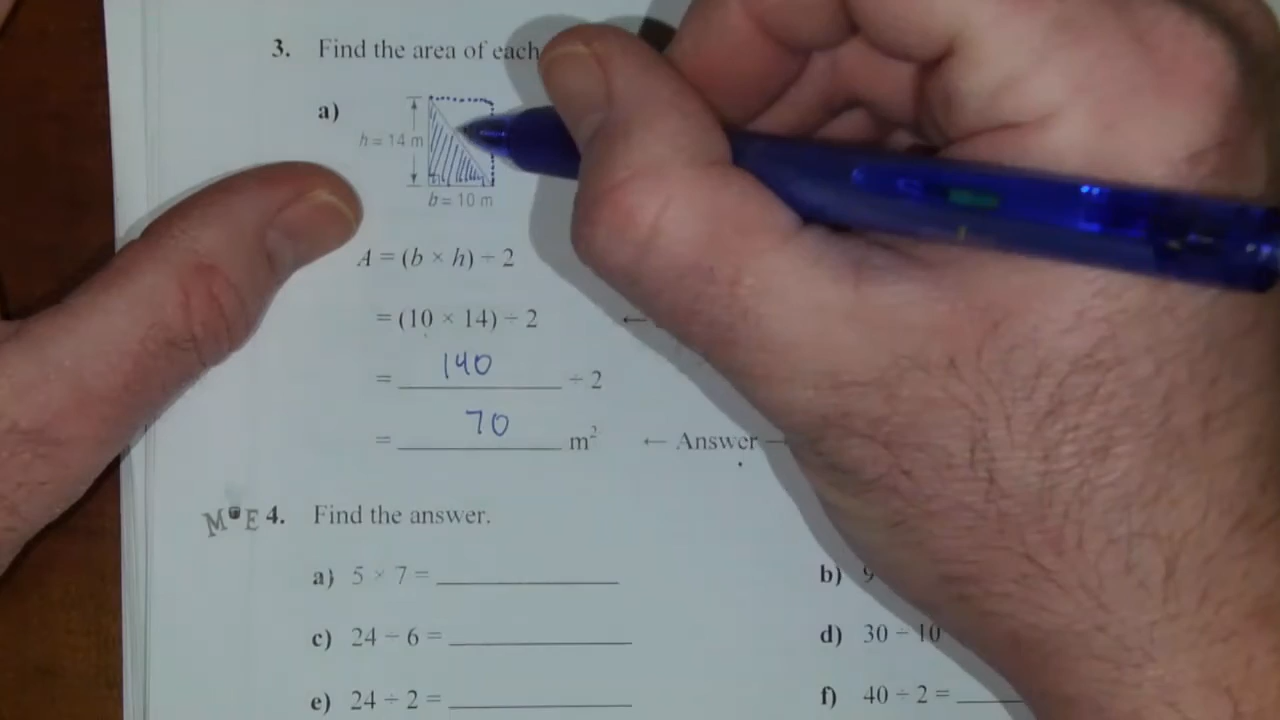 3. Find the area of each
a)
h = 14 m
b = 10 m
A = (b × h) ÷ 2
= (10 × 14) ÷ 2 ←
= 140 ÷ 2
= 70 m² ← Answer →
4. Find the answer.
a) 5 × 7 = b) 9
c) 24 ÷ 6 = d) 30 ÷ 10
e) 24 ÷ 2 = f) 40 ÷ 2 =